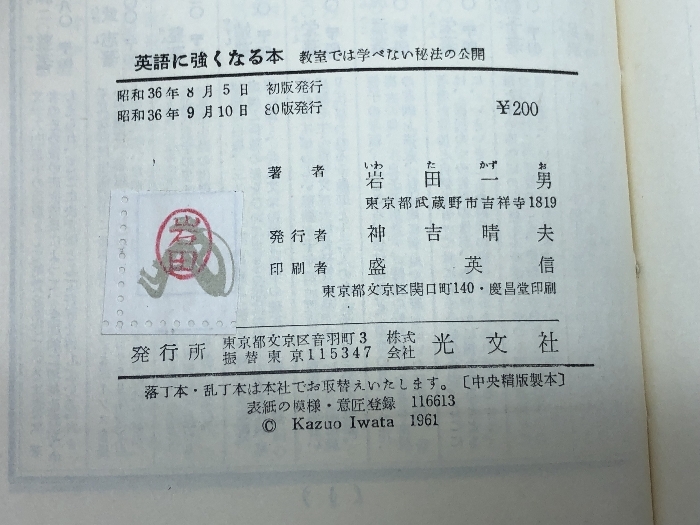 英語に強くなる本 教室では学べない秘法の公開
昭和36年8月5日 初版発行
昭和36年9月10日 80版発行 ¥200
著者 岩田一男
いわ た かず お
東京都武蔵野市吉祥寺1819
発行者 神吉晴夫
印刷者 盛英信
東京都文京区関口町140・慶昌堂印刷
岩田
発行所 東京都文京区音羽町3 株式会社 光文社
振替東京115347
落丁本・乱丁本は本社でお取替えいたします。〔中央精版製本〕
表紙の模様・意匠登録 116613
© Kazuo Iwata 1961